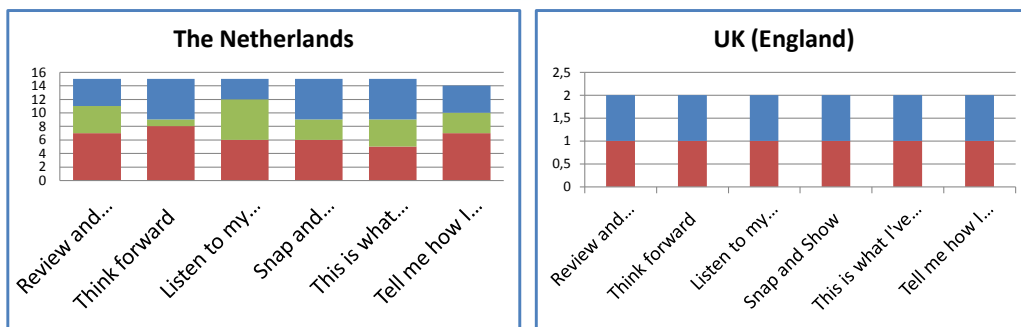 The Netherlands
16
14
12
10
8
6
4
2
0
Review and...
Think forward
Listen to my...
Snap and...
This is what...
Tell me how I...
UK (England)
2,5
2
1,5
1
0,5
0
Review and...
Think forward
Listen to my...
Snap and Show
This is what I've...
Tell me how I...